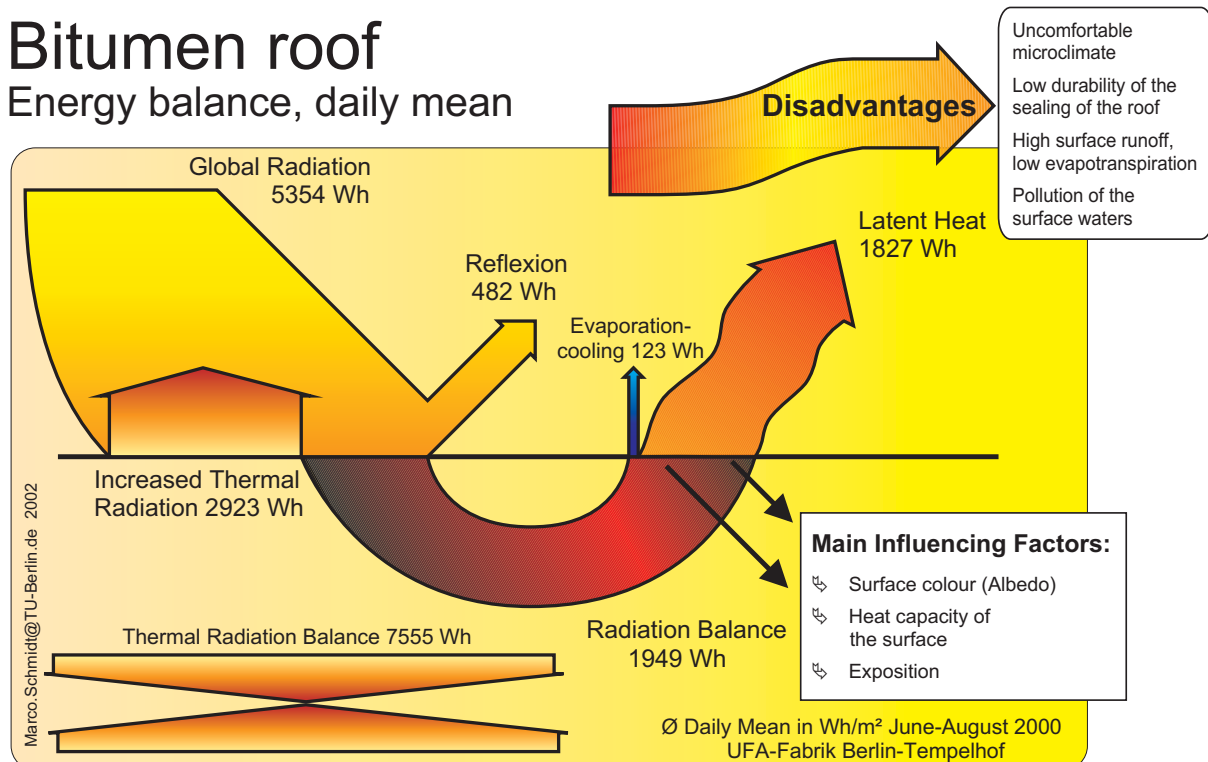 Bitumen roof
Energy balance, daily mean
Disadvantages
Uncomfortable
microclimate
Low durability of the
sealing of the roof
High surface runoff,
low evapotranspiration
Pollution of the
surface waters
Global Radiation
5354 Wh
Reflexion
482 Wh
Evaporation-
cooling 123 Wh
Latent Heat
1827 Wh
Increased Thermal
Radiation 2923 Wh
Main Influencing Factors:
Surface colour (Albedo)
Heat capacity of
the surface
Exposition
Radiation Balance
1949 Wh
Thermal Radiation Balance 7555 Wh
Ø Daily Mean in Wh/m² June-August 2000
UFA-Fabrik Berlin-Tempelhof
Marco.Schmidt@TU-Berlin.de 2002